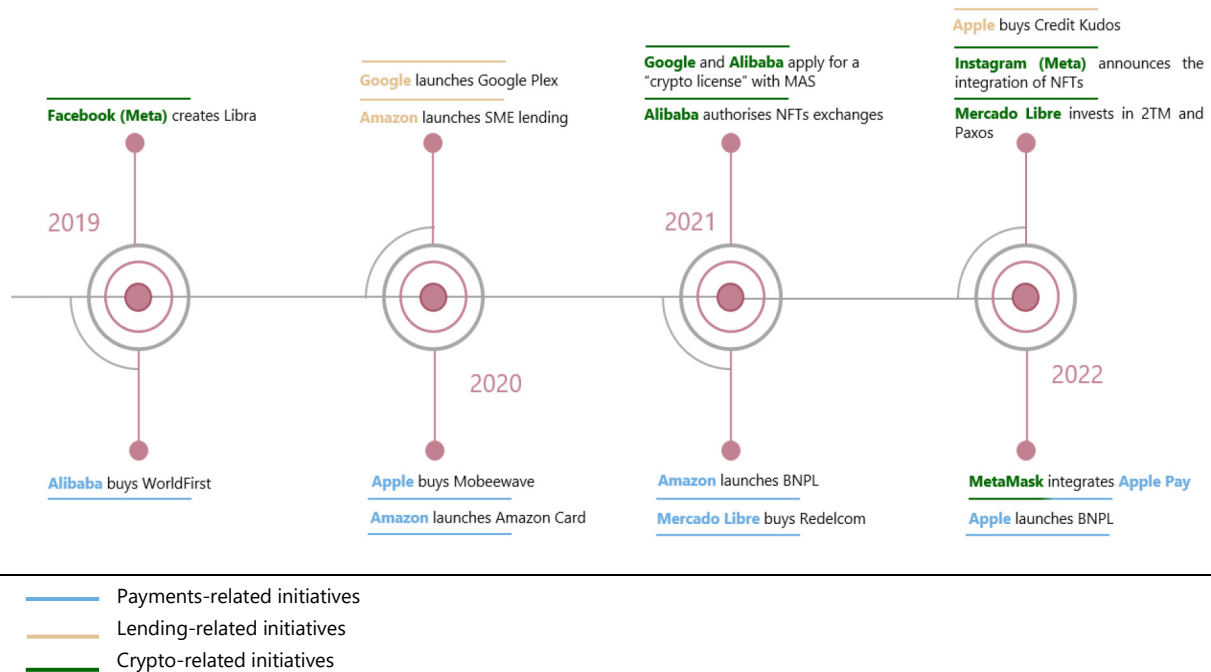 2019
Facebook (Meta) creates Libra
Alibaba buys WorldFirst
Google launches Google Plex
Amazon launches SME lending
2020
Apple buys Mobeewave
Amazon launches Amazon Card
2021
Google and Alibaba apply for a
“crypto license” with MAS
Alibaba authorises NFTs exchanges
Amazon launches BNPL
Mercado Libre buys Redelcom
Apple buys Credit Kudos
Instagram (Meta) announces the
integration of NFTs
Mercado Libre invests in 2TM and
Paxos
2022
MetaMask integrates Apple Pay
Apple launches BNPL
Payments-related initiatives
Lending-related initiatives
Crypto-related initiatives